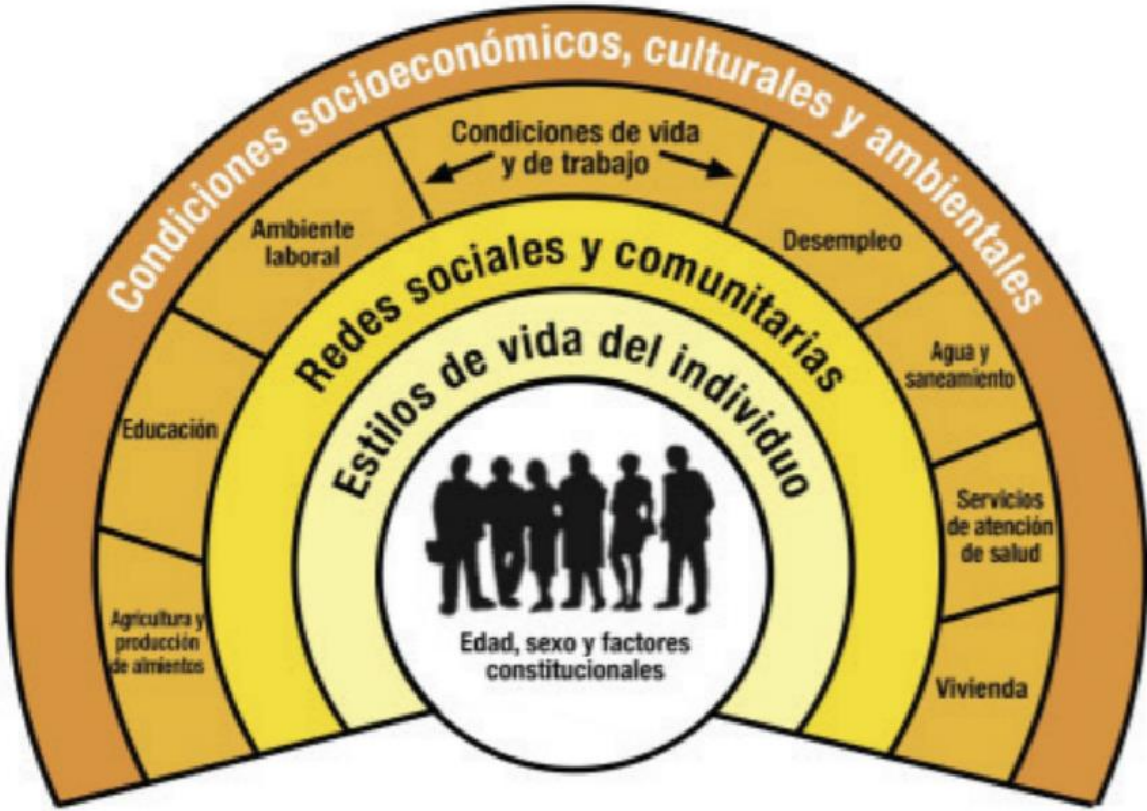 Condiciones socioeconómicos, culturales y ambientales
Condiciones de vida
y de trabajo
Ambiente
laboral
Desempleo
Educación
Agua y
saneamiento
Agricultura y
producción
de almientos
Servicios
de atención
de salud
Vivienda
Redes sociales y comunitarias
Estilos de vida del individuo
Edad, sexo y factores
constitucionales